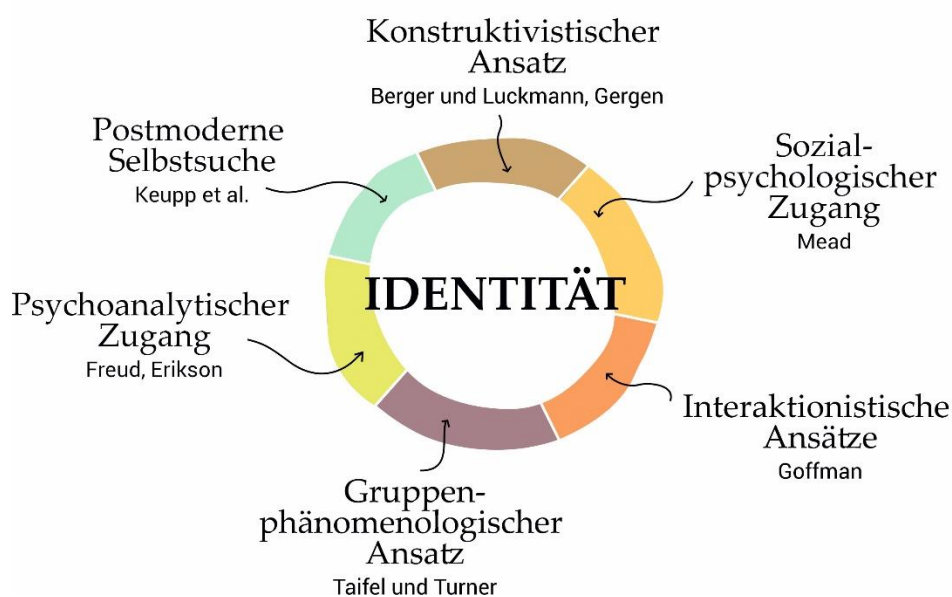 Konstruktivistischer
Ansatz
Berger und Luckmann, Gergen
Postmoderne
Selbstsuche
Keupp et al.
Sozial-
psychologischer
Zugang
Mead
IDENTITÄT
Psychoanalytischer
Zugang
Freud, Erikson
Interaktionistische
Ansätze
Goffman
Gruppen-
phänomenologischer
Ansatz
Taifel und Turner